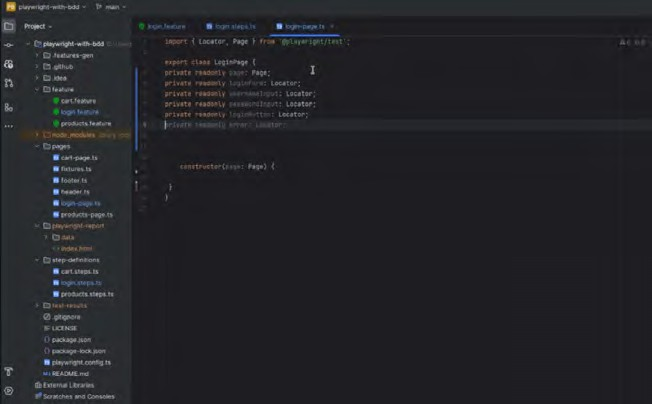 playwright-with-bdd
main
Project
login.feature
login.steps.ts
login-page.ts
playwright-with-bdd
.features-gen
.github
.idea
feature
cart.feature
login.feature
products.feature
node_modules library root
pages
cart-page.ts
fixtures.ts
footer.ts
header.ts
login-page.ts
products-page.ts
playwright-report
data
index.html
step-definitions
cart.steps.ts
login.steps.ts
products.steps.ts
test-results
.gitignore
LICENSE
package.json
package-lock.json
playwright.config.ts
README.md
External Libraries
Scratches and Consoles
import { Locator, Page } from '@playwright/test';
export class LoginPage {
private readonly page: Page;
private readonly loginForm: Locator;
private readonly usernameInput: Locator;
private readonly passwordInput: Locator;
private readonly loginButton: Locator;
private readonly error: Locator;
constructor(page: Page) {
}
}